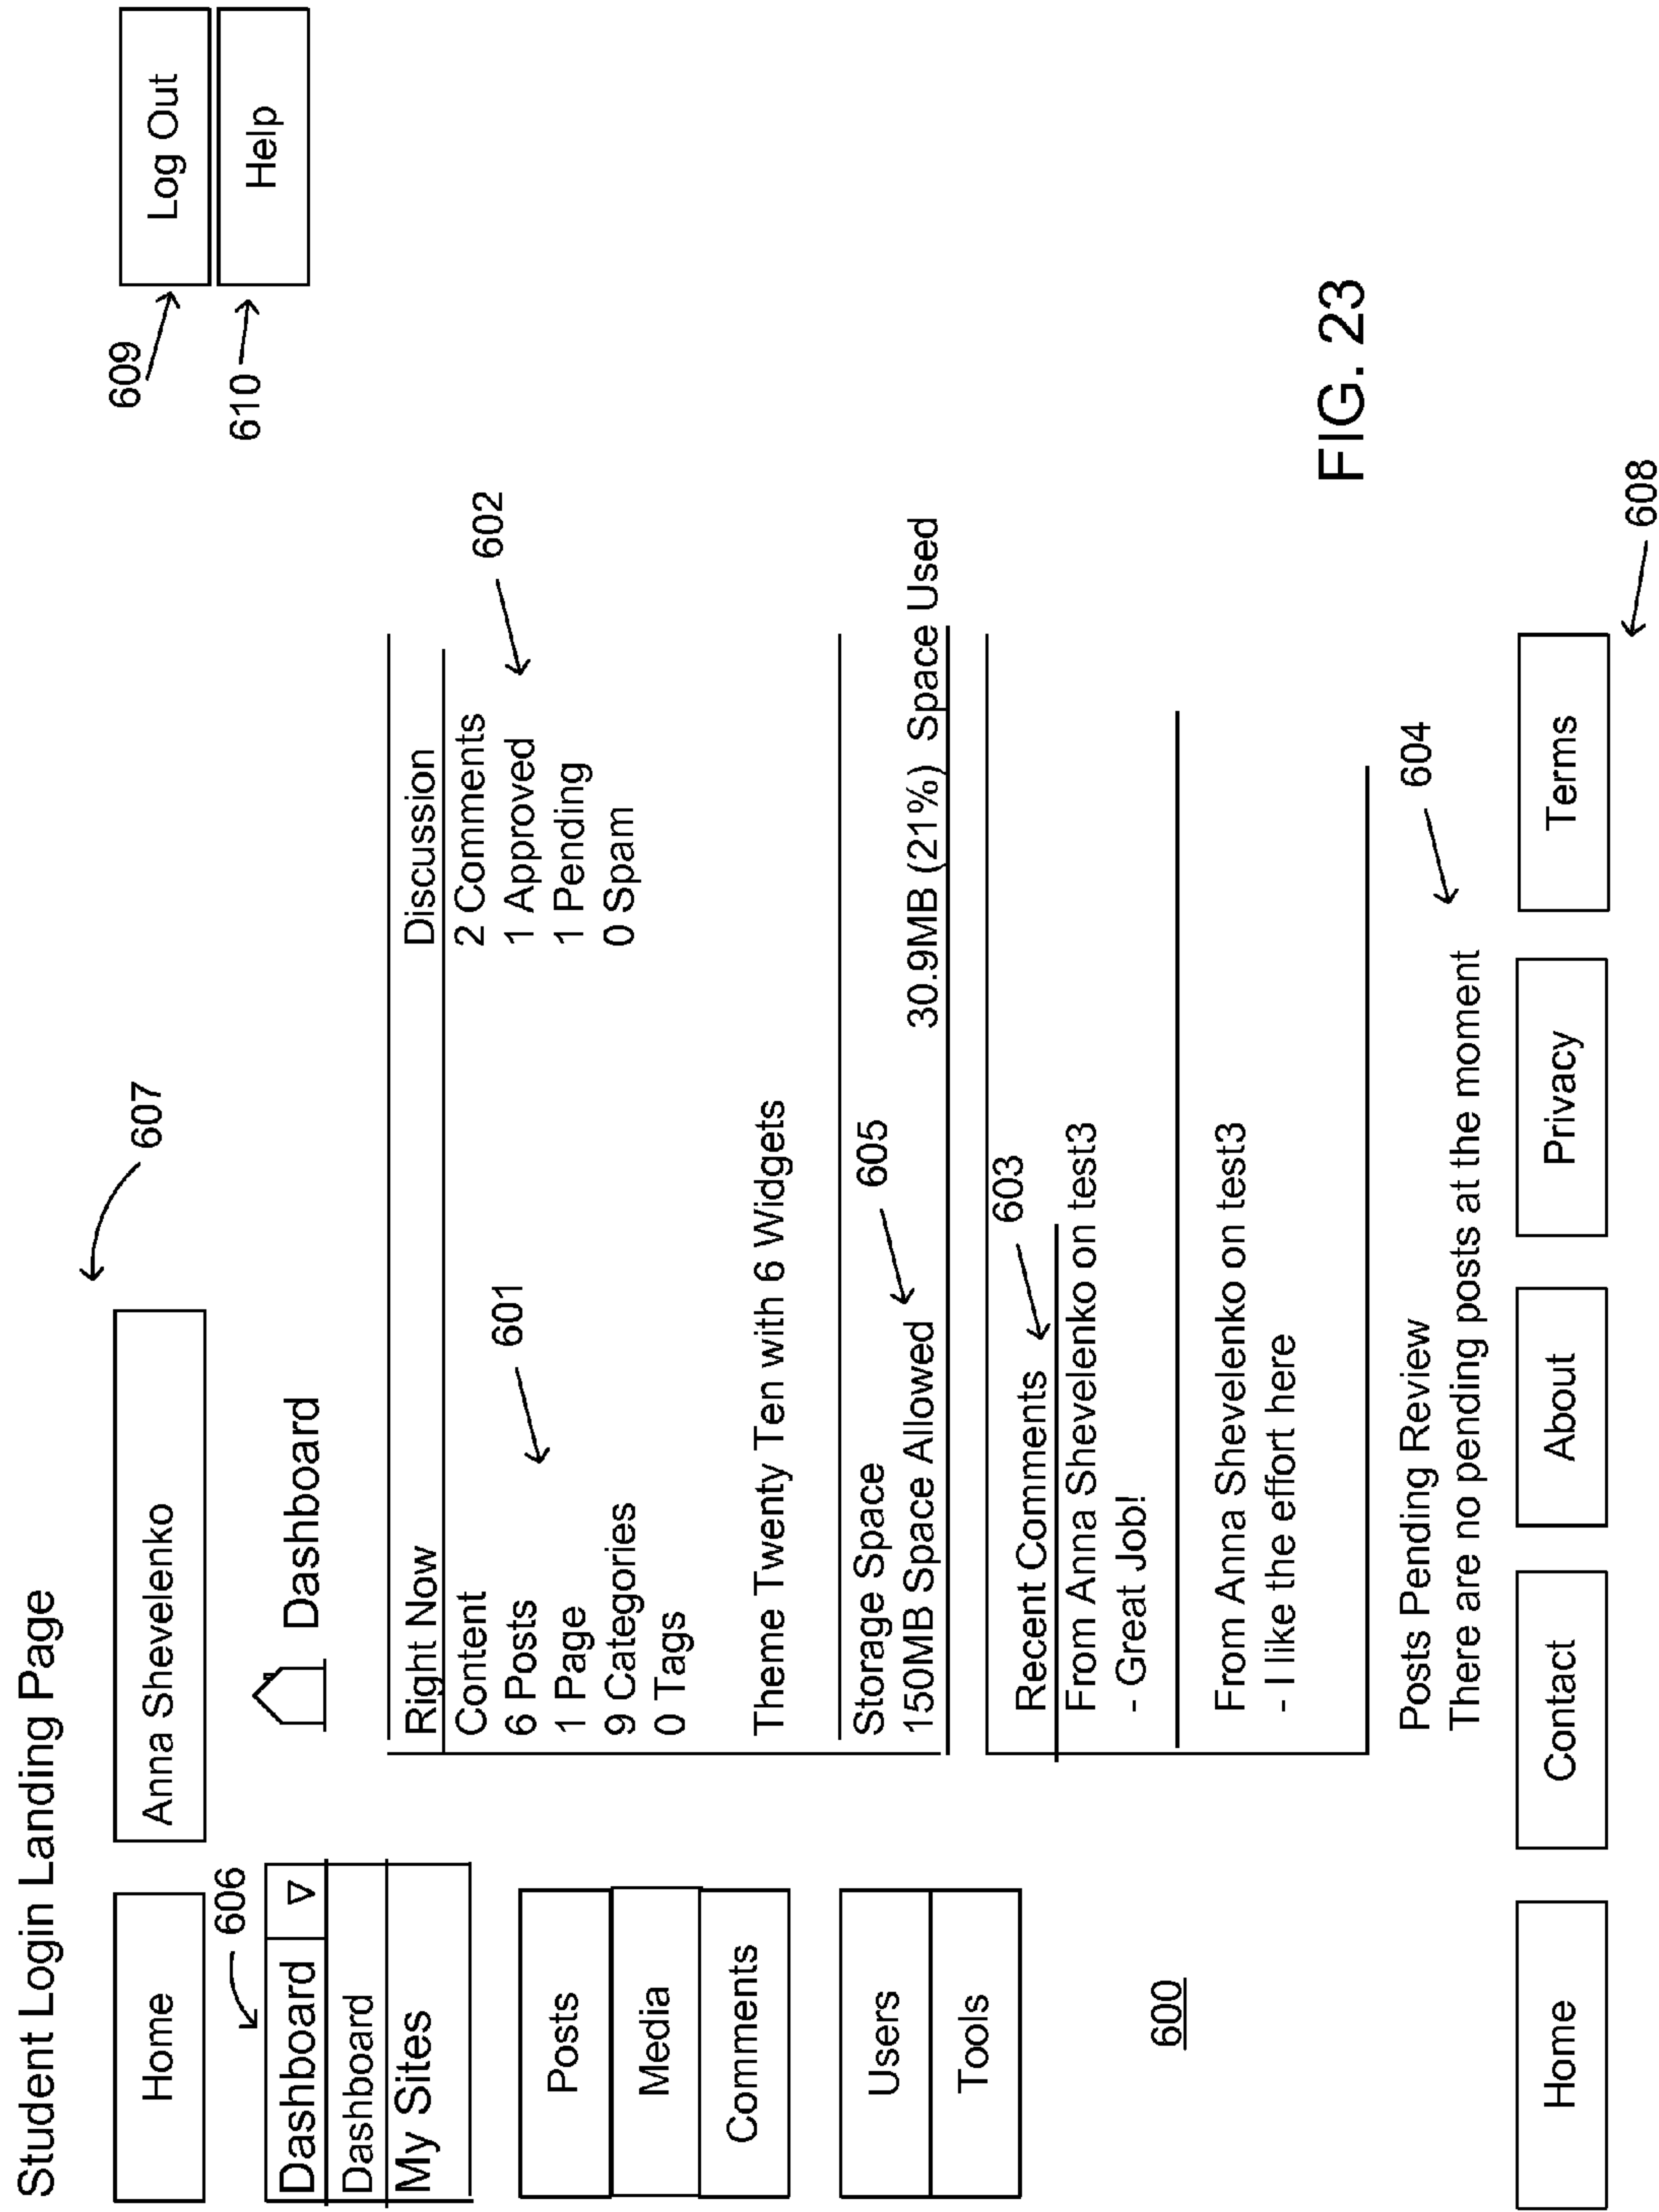 Student Login Landing Page
Home
Anna Shevelenko
607
Log Out
609
Help
610
606
Dashboard
Dashboard
My Sites
Dashboard
Right Now
Discussion
Content
2 Comments
6 Posts
601
1 Approved
602
1 Page
1 Pending
9 Categories
0 Spam
0 Tags
Theme Twenty Ten with 6 Widgets
Posts
Media
Comments
Users
Tools
Storage Space
605
150MB Space Allowed
30.9MB (21%) Space Used
Recent Comments
603
From Anna Shevelenko on test3
- Great Job!
From Anna Shevelenko on test3
- I like the effort here
600
FIG. 23
Posts Pending Review
604
There are no pending posts at the moment
Home
Contact
About
Privacy
Terms
608